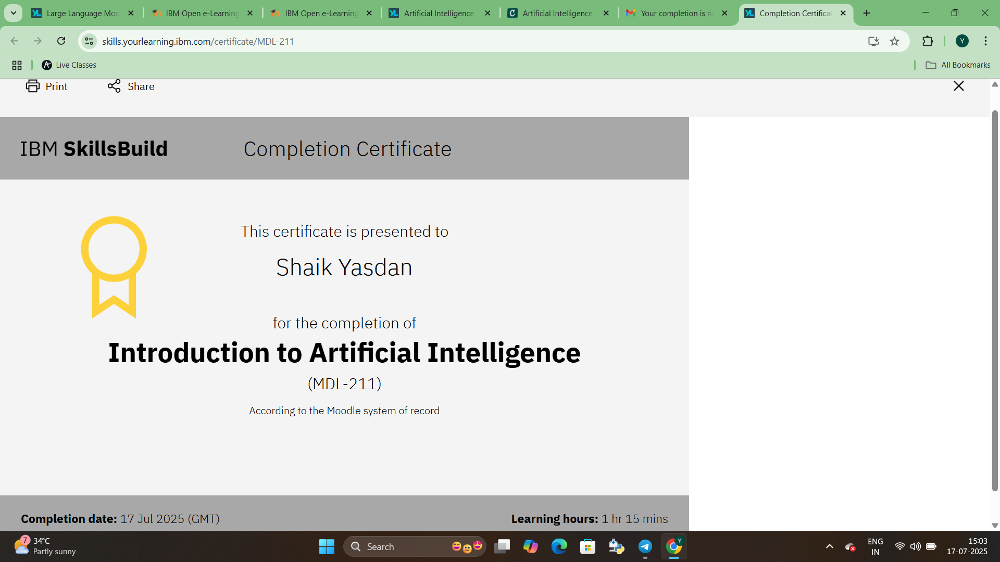 Large Language Mod
IBM Open e-Learning
IBM Open e-Learning
Artificial Intelligence
Artificial Intelligence
Your completion is n
Completion Certifica
skills.yourlearning.ibm.com/certificate/MDL-211
Y
Live Classes
All Bookmarks
Print
Share
IBM SkillsBuild
Completion Certificate
This certificate is presented to
Shaik Yasdan
for the completion of
Introduction to Artificial Intelligence
(MDL-211)
According to the Moodle system of record
Completion date: 17 Jul 2025 (GMT)
Learning hours: 1 hr 15 mins
7
34°C
Partly sunny
Search
Y
ENG
IN
15:03
17-07-2025